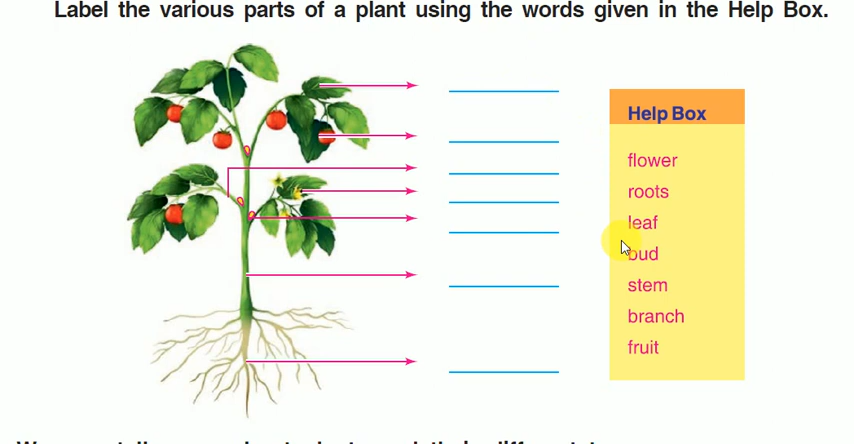 Label the various parts of a plant using the words given in the Help Box.
Help Box
flower
roots
leaf
bud
stem
branch
fruit